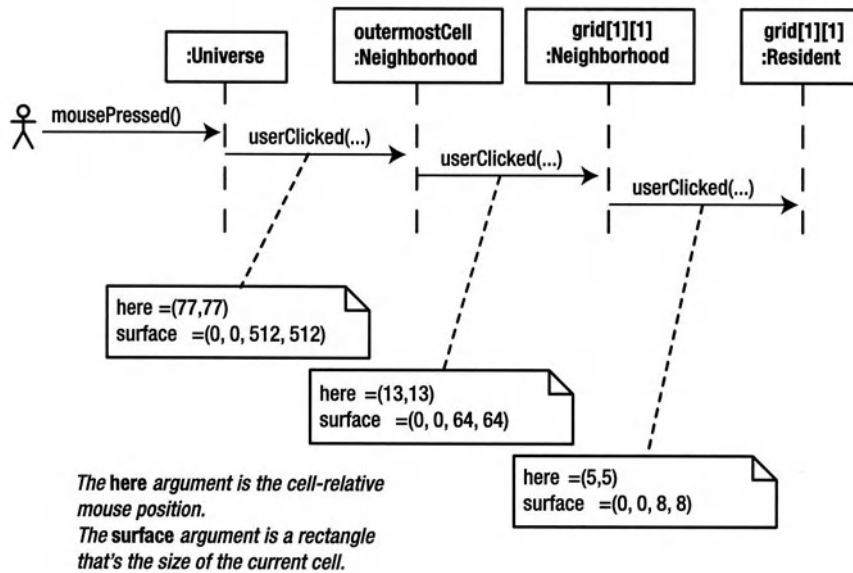 :Universe
outermostCell
:Neighborhood
grid[1][1]
:Neighborhood
grid[1][1]
:Resident
mousePressed()
userClicked(...)
userClicked(...)
userClicked(...)
here =(77,77)
surface =(0, 0, 512, 512)
here =(13,13)
surface =(0, 0, 64, 64)
here =(5,5)
surface =(0, 0, 8, 8)
The here argument is the cell-relative
mouse position.
The surface argument is a rectangle
that's the size of the current cell.